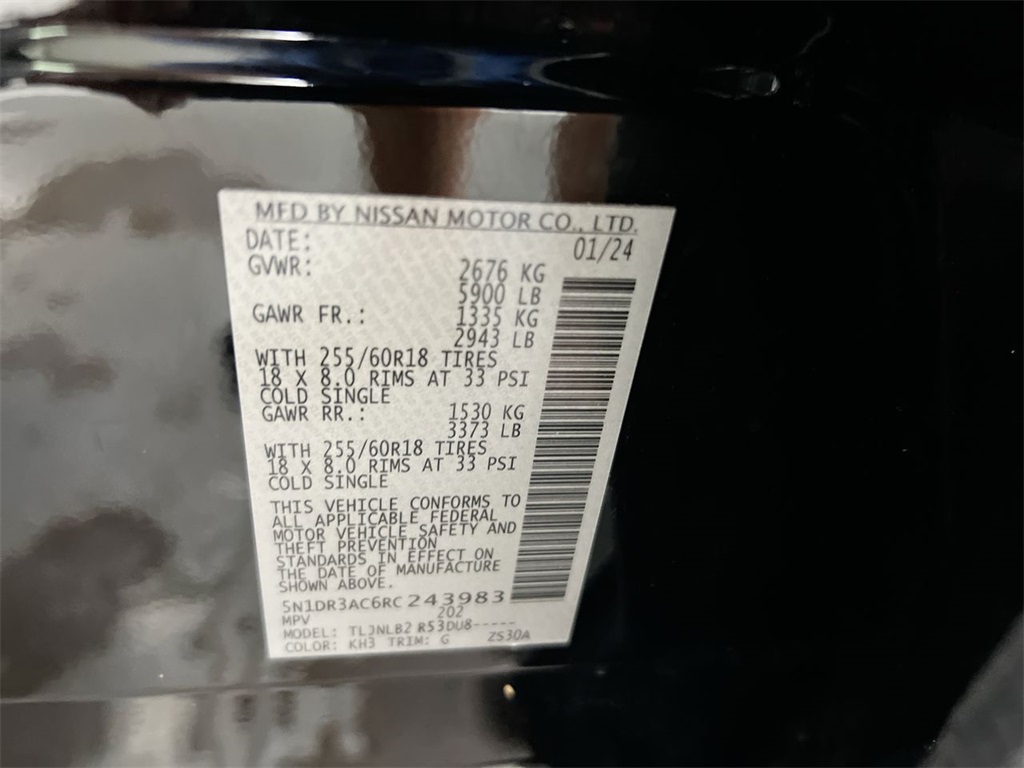 MFD BY NISSAN MOTOR CO., LTD.
DATE: 01/24
GVWR: 2676 KG
5900 LB
GAWR FR.: 1335 KG
2943 LB
WITH 255/60R18 TIRES
18 X 8.0 RIMS AT 33 PSI
COLD SINGLE
GAWR RR.: 1530 KG
3373 LB
WITH 255/60R18 TIRES
18 X 8.0 RIMS AT 33 PSI
COLD SINGLE
THIS VEHICLE CONFORMS TO
ALL APPLICABLE FEDERAL
MOTOR VEHICLE SAFETY AND
THEFT PREVENTION
STANDARDS IN EFFECT ON
THE DATE OF MANUFACTURE
SHOWN ABOVE.
5N1DR3AC6RC243983
MPV 202
MODEL: TLJNLB2 R53DU8-----
COLOR: KH3 TRIM: G ZS30A